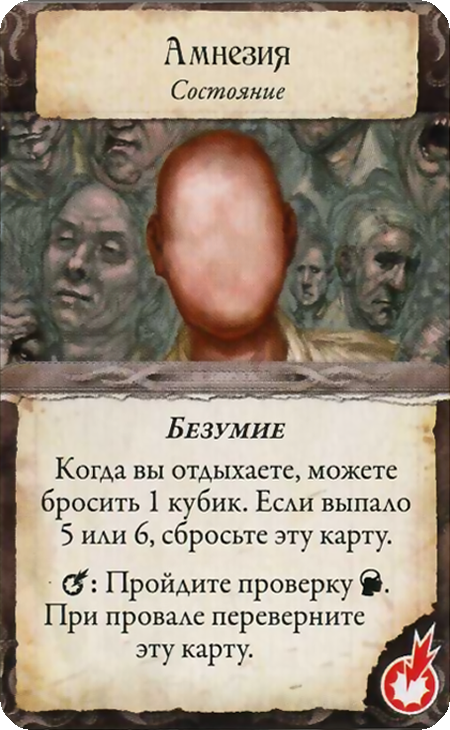 Амнезия
Состояние
Безумие
Когда вы отдыхаете, можете
бросить 1 кубик. Если выпало
5 или 6, сбросьте эту карту.
: Пройдите проверку .
При провале переверните
эту карту.